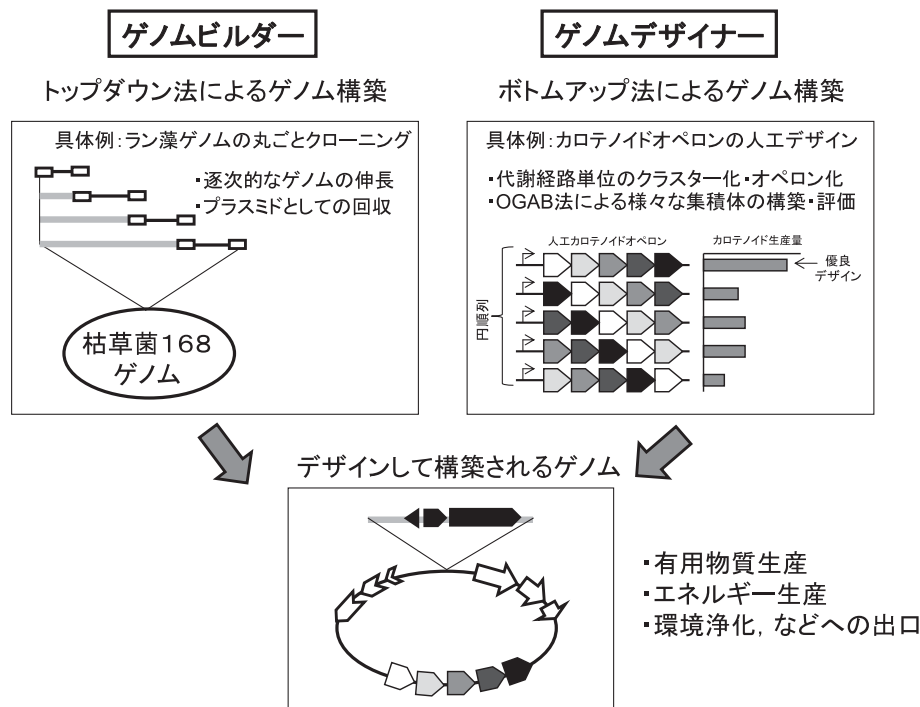 ゲノムビルダー
トップダウン法によるゲノム構築
具体例:ラン藻ゲノムの丸ごとクローニング
・逐次的なゲノムの伸長
・プラスミドとしての回収
枯草菌168
ゲノム
ゲノムデザイナー
ボトムアップ法によるゲノム構築
具体例:カロテノイドオペロンの人工デザイン
・代謝経路単位のクラスター化・オペロン化
・OGAB法による様々な集積体の構築・評価
人工カロテノイドオペロン
カロテノイド生産量
優良
デザイン
円順列
デザインして構築されるゲノム
・有用物質生産
・エネルギー生産
・環境浄化，などへの出口